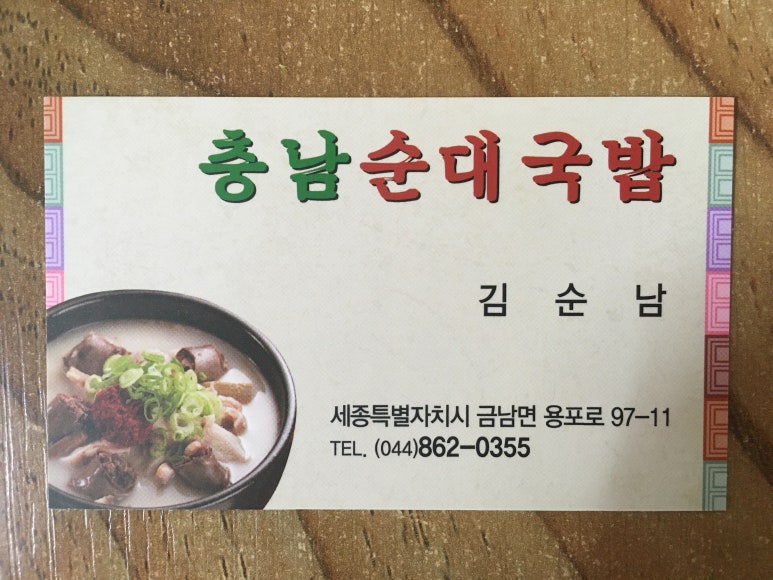 충남순대국밥
김 순 남
세종특별자치시 금남면 용포로 97-11
TEL. (044)862-0355